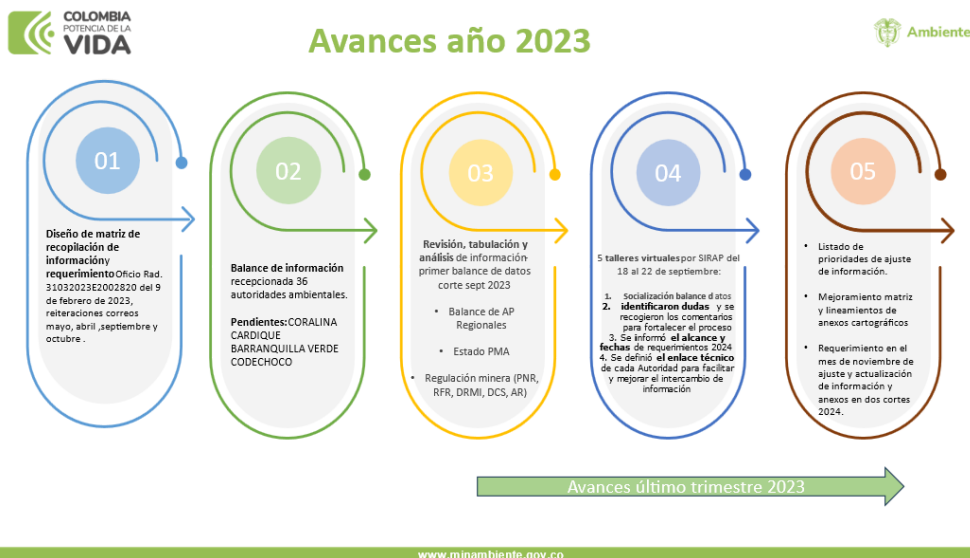 COLOMBIA
POTENCIA DE LA
VIDA
Avances año 2023
Ambiente
01
Diseño de matriz de
recopilación de
informacióny
requerimientoOficio Rad.
31032023E2002820 del 9
de febrero de 2023,
reiteraciones correos
mayo, abril ,septiembre y
octubre .
02
Balance de información
recepcionada 36
autoridades ambientales.
Pendientes:CORALINA
CARDIQUE
BARRANQUILLA VERDE
CODECHOCO
03
Revisión, tabulación y
análisis de información-
primer balance de datos
corte sept 2023
• Balance de AP
Regionales
• Estado PMA
• Regulación minera (PNR,
RFR, DRMI, DCS, AR)
04
5 talleres virtualespor SIRAP del
18 al 22 de septiembre:
1. Socialización balance datos
2. identificaron dudas y se
recogieron los comentarios
para fortalecer el proceso
3. Se informó el alcance y
fechas de requerimientos 2024
4. Se definió el enlace técnico
de cada Autoridad para facilitar
y mejorar el intercambio de
información
05
• Listado de
prioridades de ajuste
de información.
• Mejoramiento matriz
y lineamientos de
anexos cartográficos
• Requerimiento en el
mes de noviembre de
ajuste y actualización
de información y
anexos en dos cortes
2024.
Avances último trimestre 2023
www.minambiente.gov.co